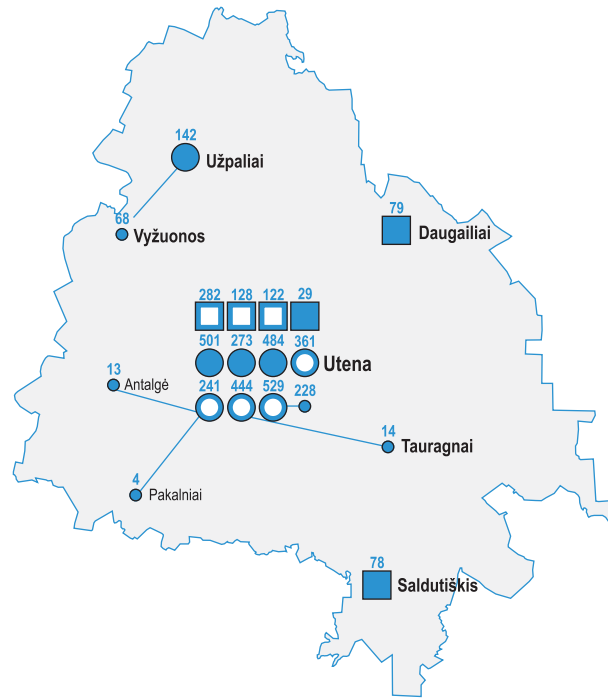 142
Užpaliai
68
Vyžuonos
79
Daugailiai
282 128 122 29
501 273 484 361
Utena
13
Antalgė
241 444 529 228
14
Tauragnai
4
Pakalniai
78
Saldutiškis